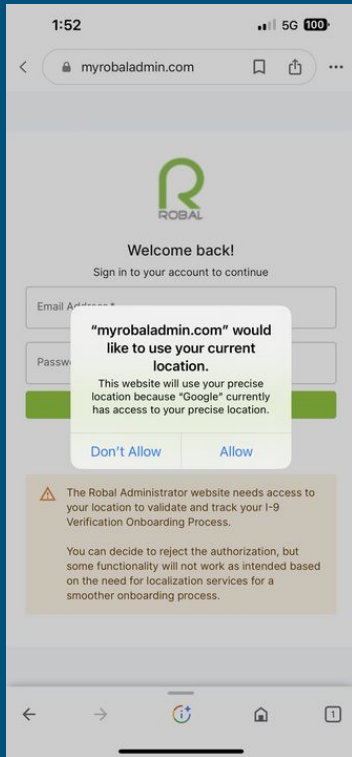 1:52
5G 100
myrobaladmin.com
ROBAL
Welcome back!
Sign in to your account to continue
Email Address *
"myrobaladmin.com" would
like to use your current
location.
This website will use your precise
location because "Google" currently
has access to your precise location.
Don't Allow Allow
The Robal Administrator website needs access to
your location to validate and track your I-9
Verification Onboarding Process.
You can decide to reject the authorization, but
some functionality will not work as intended based
on the need for localization services for a
smoother onboarding process.
1